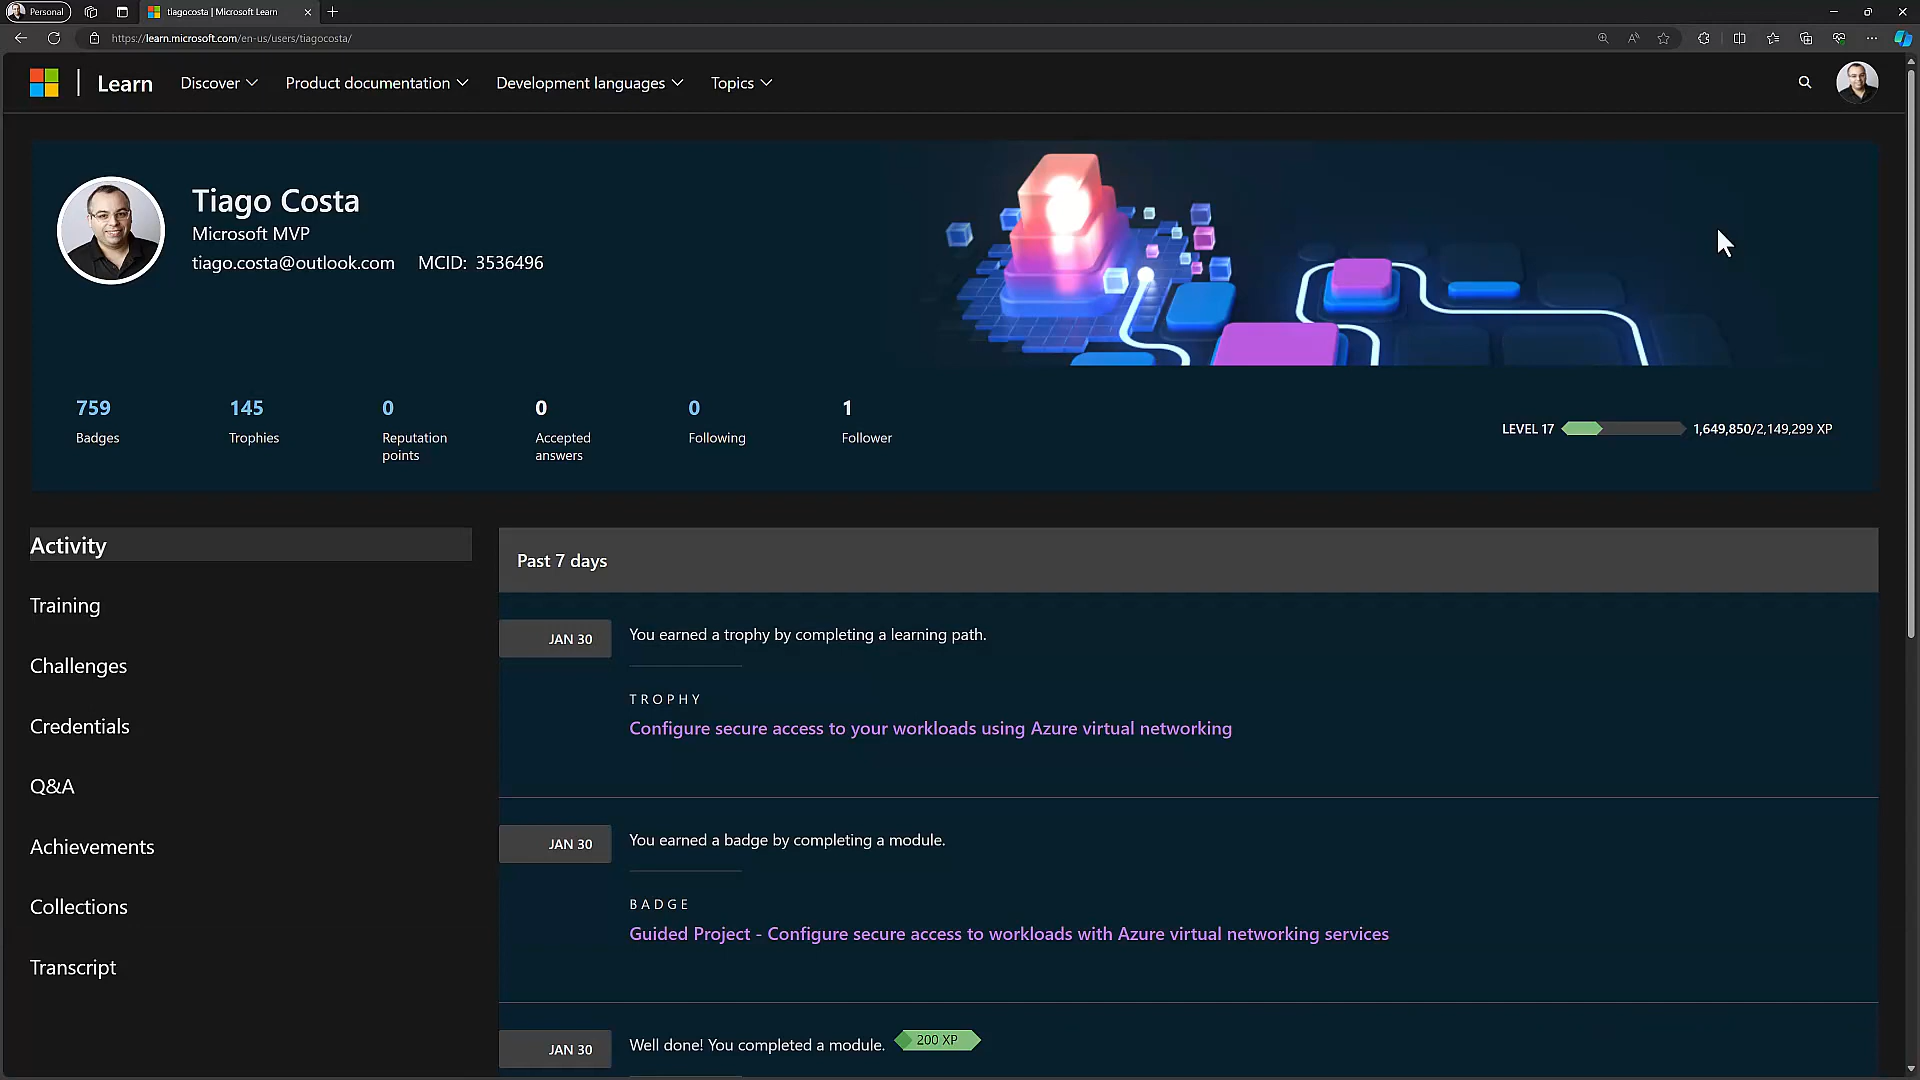 Personal
tiagocosta | Microsoft Learn
https://learn.microsoft.com/en-us/users/tiagocosta/
Learn
Discover
Product documentation
Development languages
Topics
Tiago Costa
Microsoft MVP
tiago.costa@outlook.com MCID: 3536496
759
Badges
145
Trophies
0
Reputation
points
0
Accepted
answers
0
Following
1
Follower
LEVEL 17
1,649,850/2,149,299 XP
Activity
Training
Challenges
Credentials
Q&A
Achievements
Collections
Transcript
Past 7 days
JAN 30
You earned a trophy by completing a learning path.
TROPHY
Configure secure access to your workloads using Azure virtual networking
JAN 30
You earned a badge by completing a module.
BADGE
Guided Project - Configure secure access to workloads with Azure virtual networking services
JAN 30
Well done! You completed a module.
200 XP